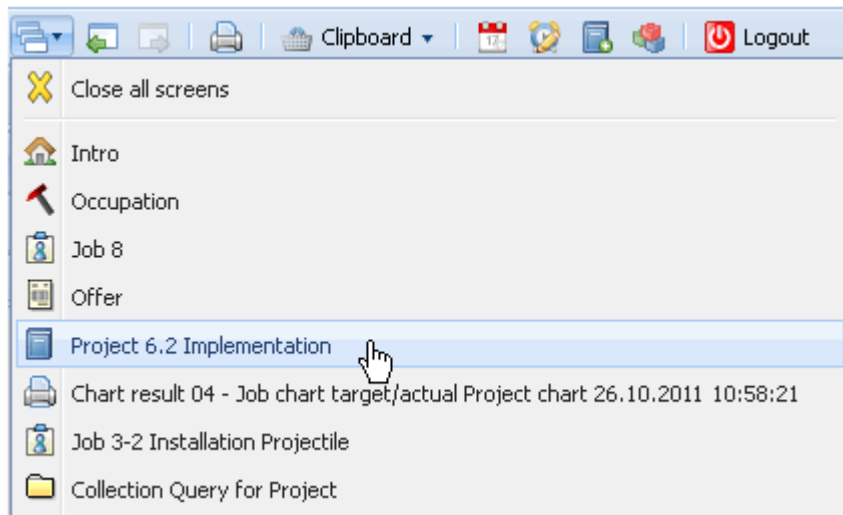 Clipboard
17
Logout
Close all screens
Intro
Occupation
Job 8
Offer
Project 6.2 Implementation
Chart result 04 - Job chart target/actual Project chart 26.10.2011 10:58:21
Job 3-2 Installation Projectile
Collection Query for Project